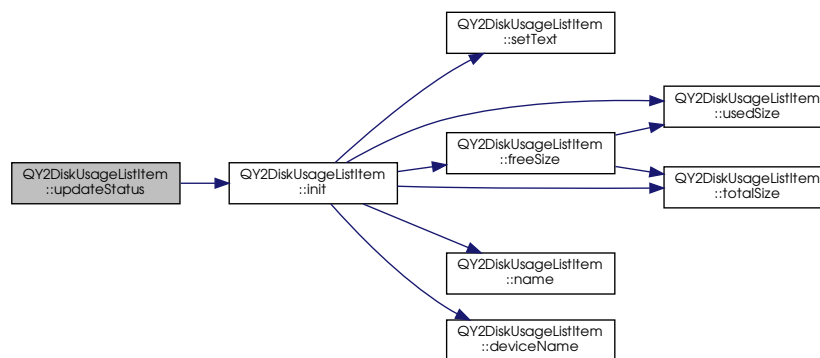 QY2DiskUsageListItem
::updateStatus
QY2DiskUsageListItem
::init
QY2DiskUsageListItem
::setText
QY2DiskUsageListItem
::freeSize
QY2DiskUsageListItem
::name
QY2DiskUsageListItem
::deviceName
QY2DiskUsageListItem
::usedSize
QY2DiskUsageListItem
::totalSize